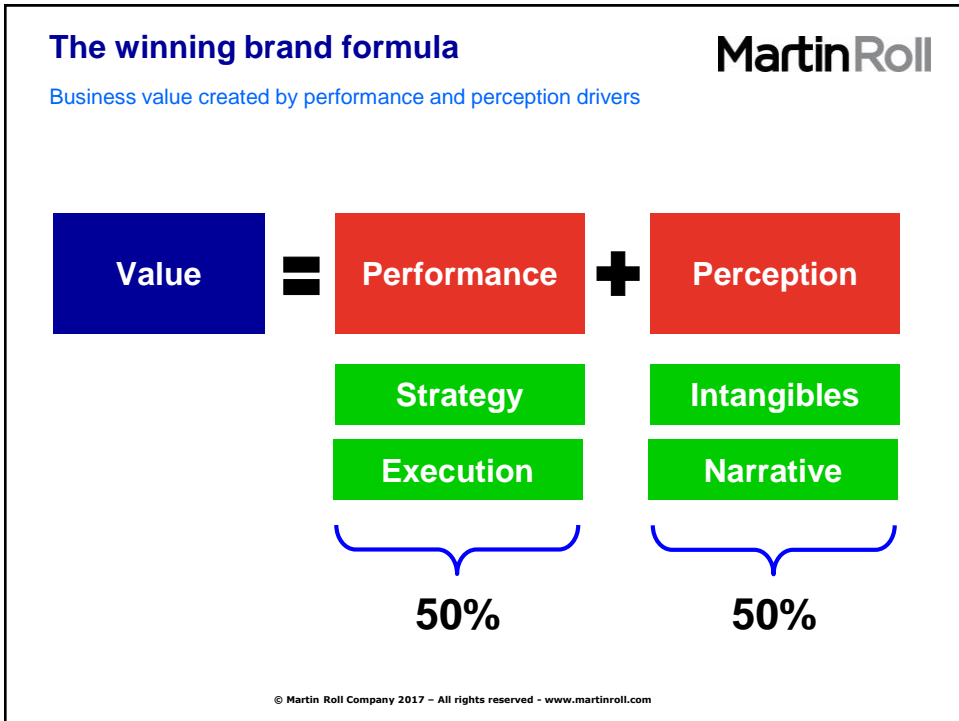 The winning brand formula
MartinRoll
Business value created by performance and perception drivers
Value = Performance + Perception
Strategy Intangibles
Execution Narrative
50% 50%
© Martin Roll Company 2017 – All rights reserved - www.martinroll.com